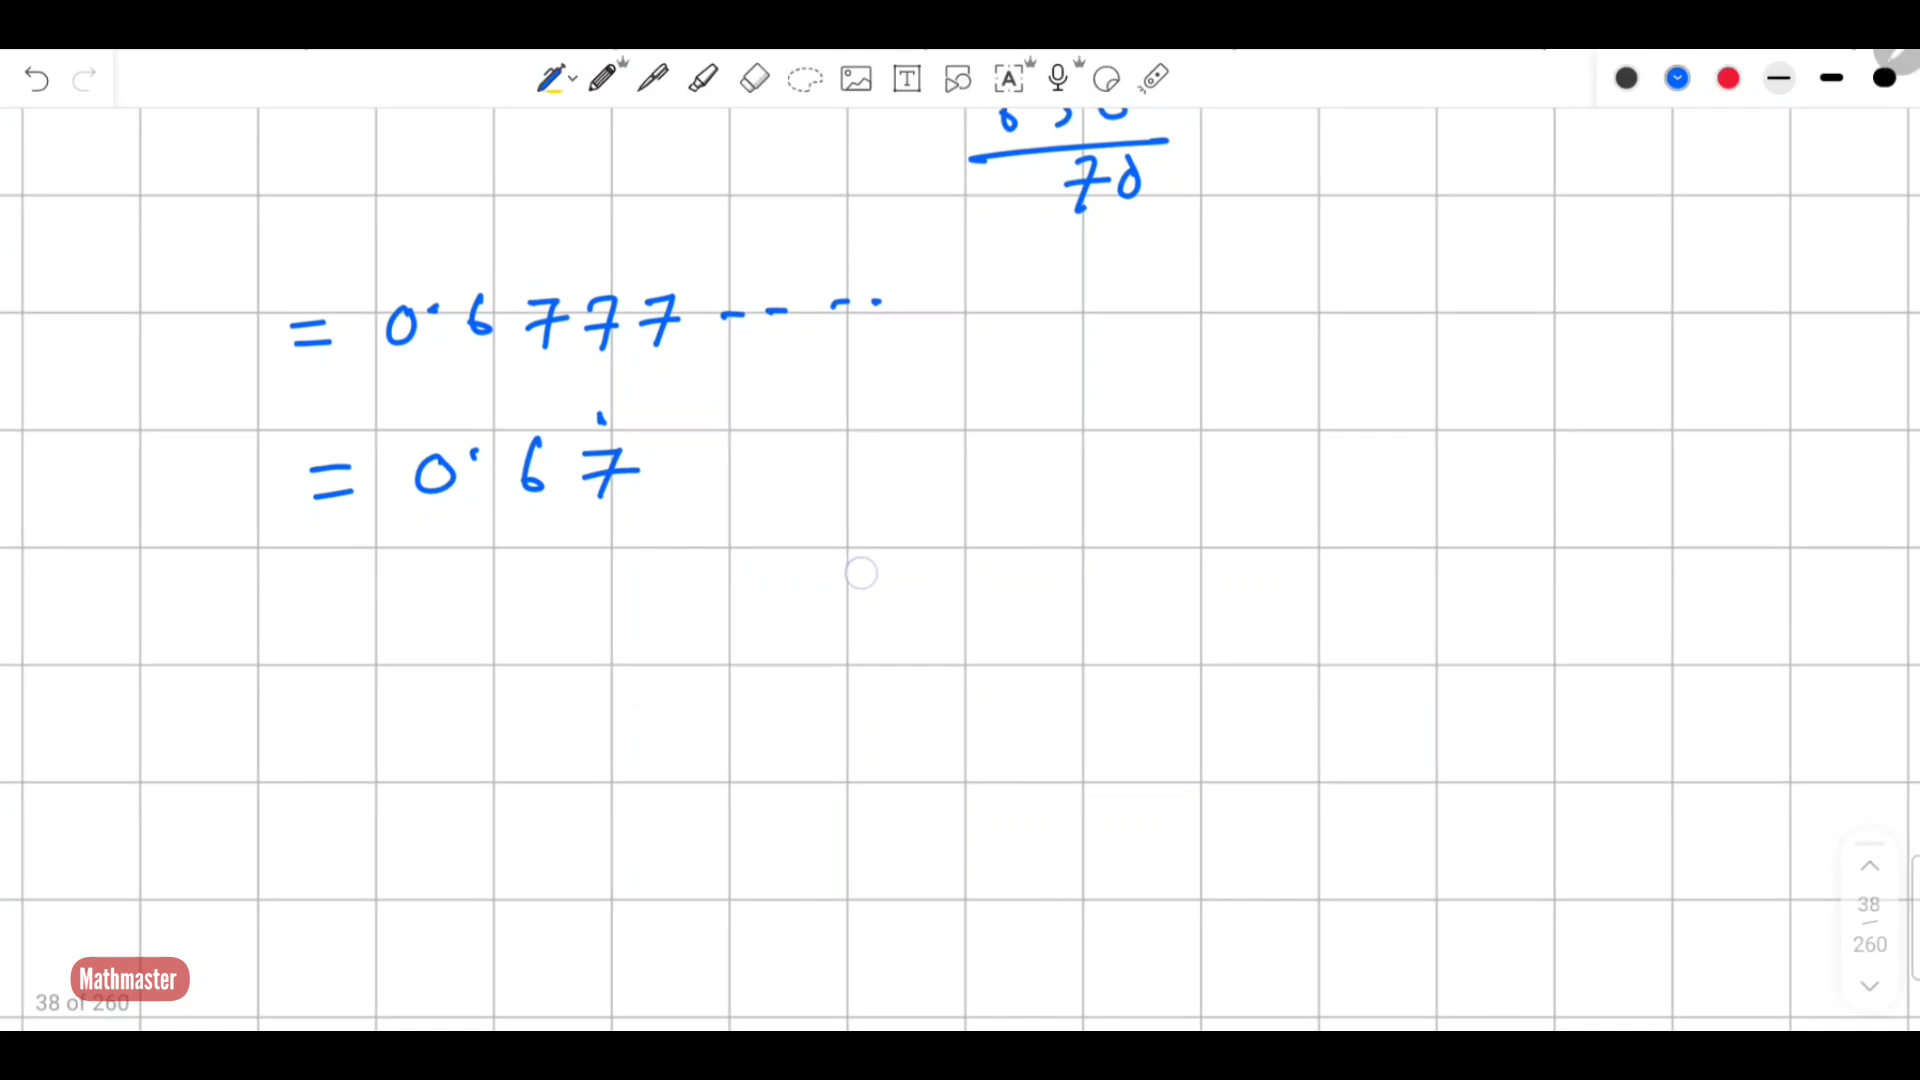 70
= 0.6777-- --
= 0.67̇
38
260
Mathmaster
38 of 260